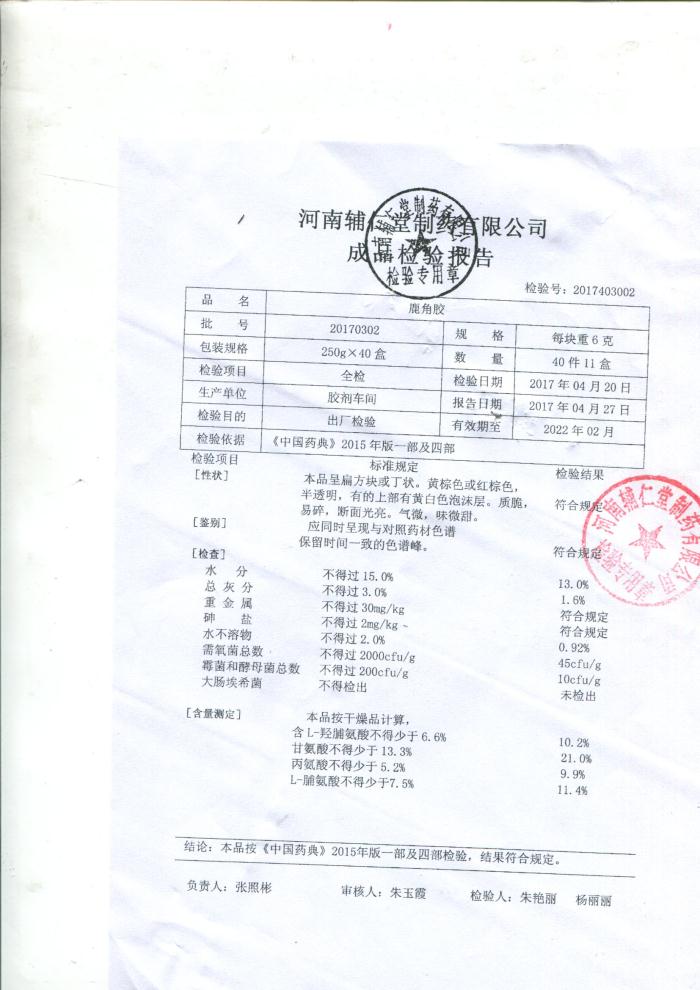 河南辅仁堂制药有限公司
成品检验报告
检验专用章
检验号：2017403002
品 名 鹿角胶
批 号 20170302 规 格 每块重6克
包装规格 250g×40盒 数 量 40件11盒
检验项目 全检 检验日期 2017年04月20日
生产单位 胶剂车间 报告日期 2017年04月27日
检验目的 出厂检验 有效期至 2022年02月
检验依据 《中国药典》2015年版一部及四部
检验项目 标准规定 检验结果
[性状] 本品呈扁方块或丁状。黄棕色或红棕色，
半透明，有的上部有黄白色泡沫层。质脆，
易碎，断面光亮。气微，味微甜。 符合规定
[鉴别] 应同时呈现与对照药材色谱
保留时间一致的色谱峰。 符合规定
[检查]
水 分 不得过15.0% 13.0%
总 灰 分 不得过3.0% 1.6%
重 金 属 不得过30mg/kg 符合规定
砷 盐 不得过2mg/kg 符合规定
水不溶物 不得过2.0% 0.92%
需氧菌总数 不得过2000cfu/g 45cfu/g
霉菌和酵母菌总数 不得过200cfu/g 10cfu/g
大肠埃希菌 不得检出 未检出
[含量测定] 本品按干燥品计算，
含L-羟脯氨酸不得少于6.6% 10.2%
甘氨酸不得少于13.3% 21.0%
丙氨酸不得少于5.2% 9.9%
L-脯氨酸不得少于7.5% 11.4%
结论：本品按《中国药典》2015年版一部及四部检验，结果符合规定。
负责人：张照彬 审核人：朱玉霞 检验人：朱艳丽 杨丽丽
河南辅仁堂制药有限公司